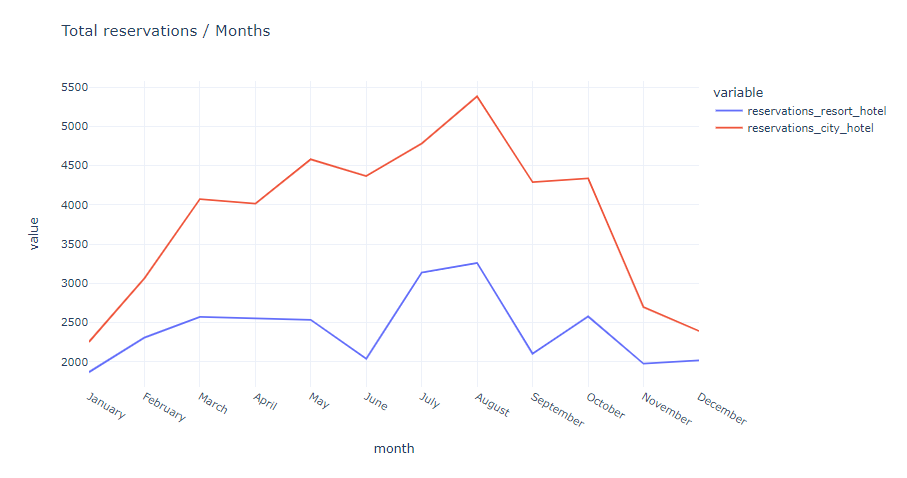 Total reservations / Months
variable
reservations_resort_hotel
reservations_city_hotel
value
5500
5000
4500
4000
3500
3000
2500
2000
January
February
March
April
May
June
July
August
September
October
November
December
month